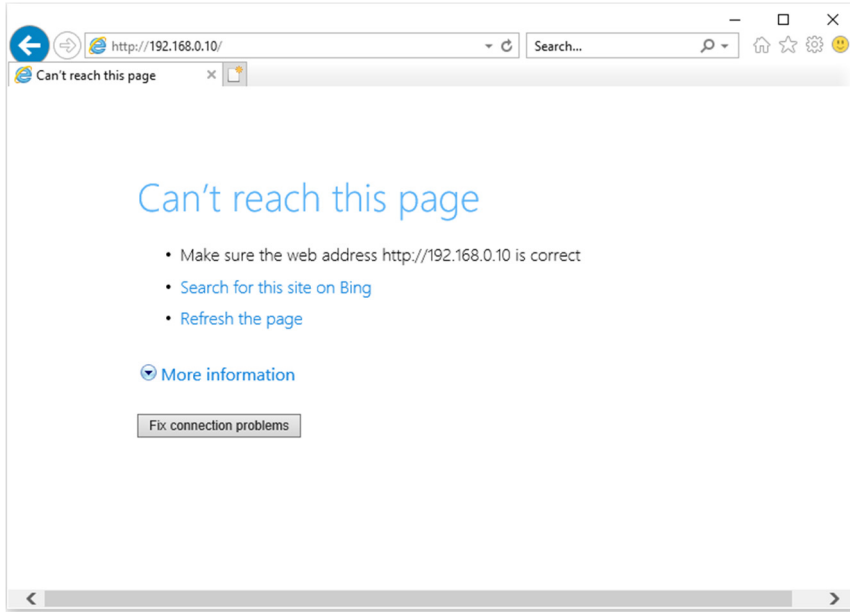 http://192.168.0.10/
Search...
Can't reach this page
Can't reach this page
• Make sure the web address http://192.168.0.10 is correct
• Search for this site on Bing
• Refresh the page
More information
Fix connection problems